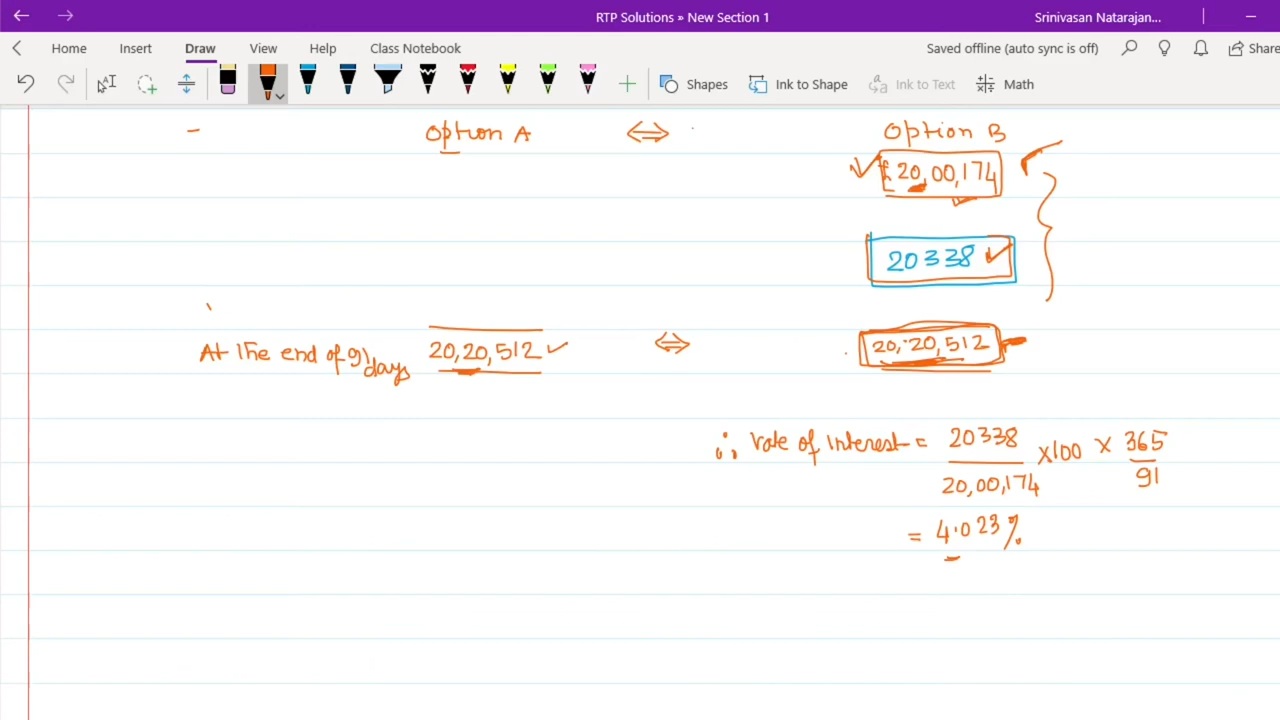 RTP Solutions » New Section 1
Srinivasan Natarajan...
Home Insert Draw View Help Class Notebook
Saved offline (auto sync is off)
Share
Shapes Ink to Shape Ink to Text Math
Option A ⇔ Option B
₤ 20,00,174
20338
At the end of 91 days 20,20,512 ⇔ 20,20,512
∴ rate of interest = 20338 / 20,00,174 × 100 × 365 / 91
= 4.023%